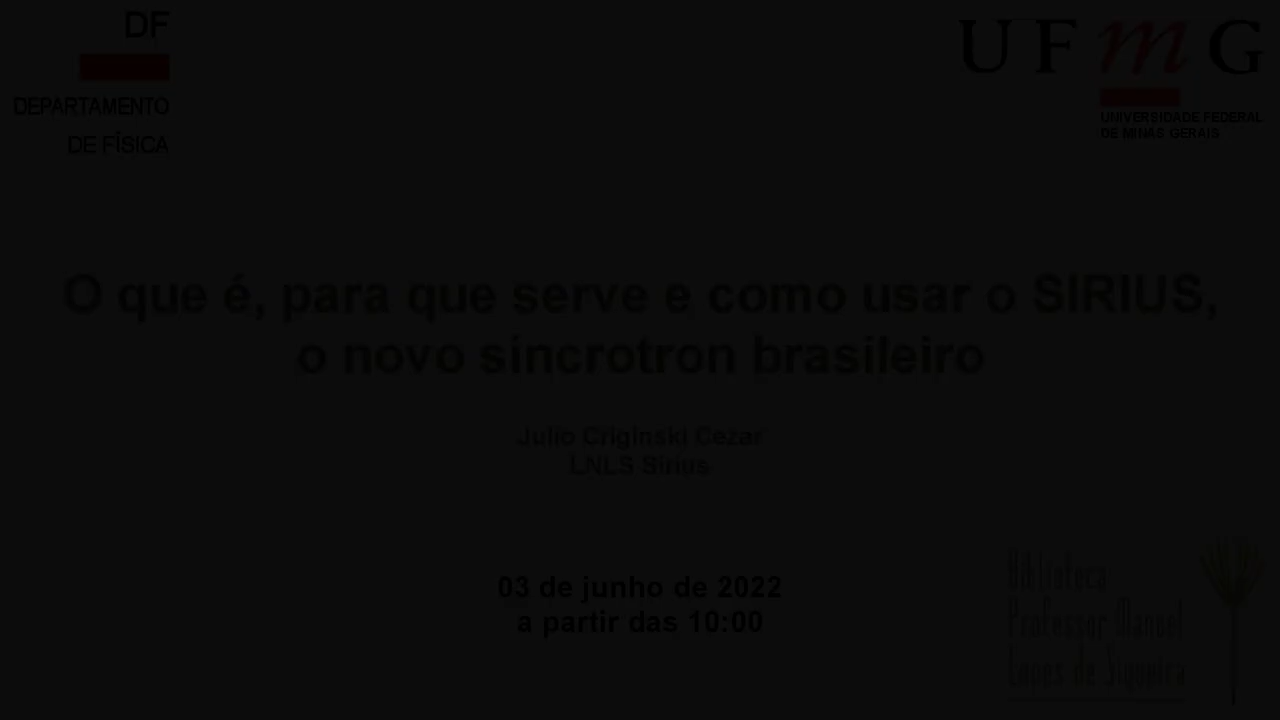 DF
DEPARTAMENTO
DE FÍSICA
UFmG
UNIVERSIDADE FEDERAL
DE MINAS GERAIS
O que é, para que serve e como usar o SIRIUS,
o novo síncrotron brasileiro
Julio Criginski Cezar
LNLS Sirius
03 de junho de 2022
a partir das 10:00
Biblioteca
Professor Manoel
Lopes de Siqueira